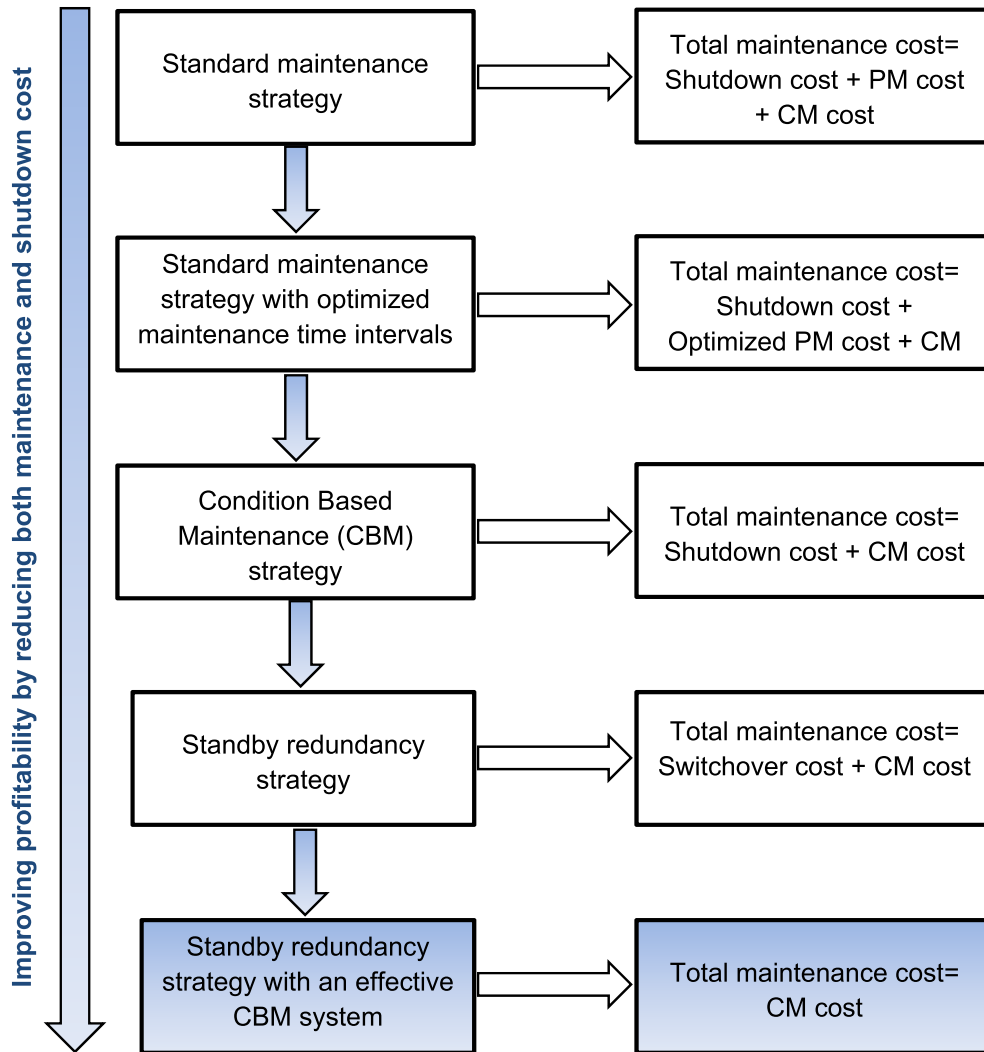 Improving profitability by reducing both maintenance and shutdown cost
Standard maintenance
strategy
Total maintenance cost=
Shutdown cost + PM cost
+ CM cost
Standard maintenance
strategy with optimized
maintenance time intervals
Total maintenance cost=
Shutdown cost +
Optimized PM cost + CM
Condition Based
Maintenance (CBM)
strategy
Total maintenance cost=
Shutdown cost + CM cost
Standby redundancy
strategy
Total maintenance cost=
Switchover cost + CM cost
Standby redundancy
strategy with an effective
CBM system
Total maintenance cost=
CM cost